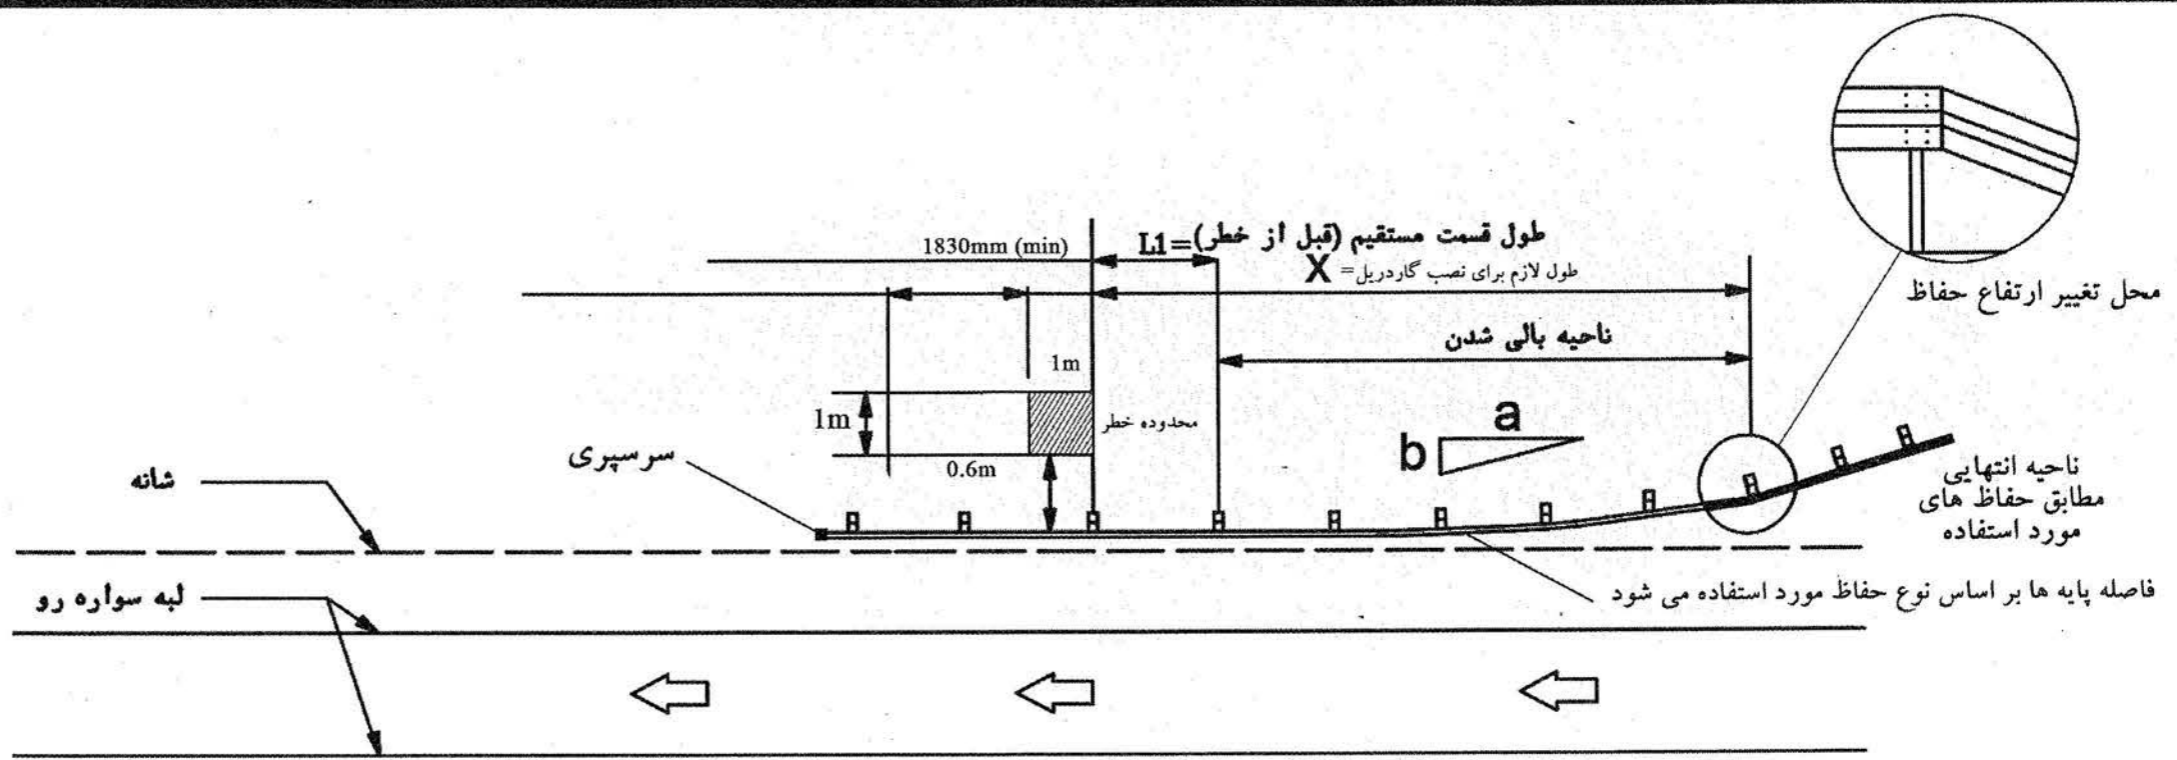 طول قسمت مستقیم (قبل از خطر)=L1
1830mm (min)
طول لازم برای نصب گاردریل= X
محل تغییر ارتفاع حفاظ
ناحیه بالی شدن
1m
1m
محدوده خطر
a
b
سرسپری
0.6m
شانه
ناحیه انتهایی
مطابق حفاظ های
مورد استفاده
لبه سواره رو
فاصله پایه ها بر اساس نوع حفاظ مورد استفاده می شود